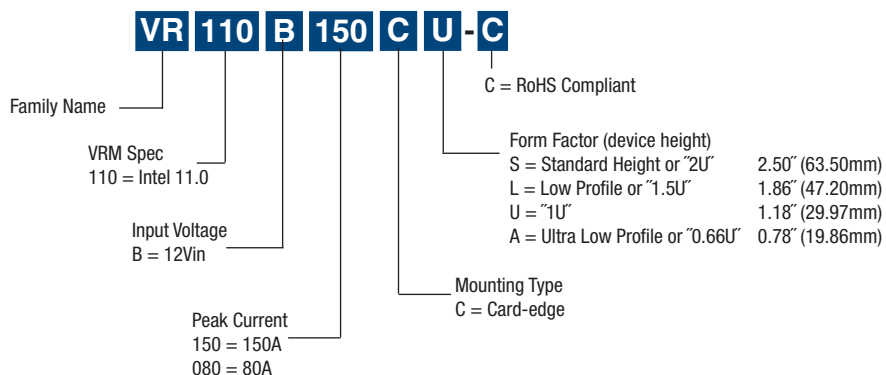 VR 110 B 150 C U - C
C = RoHS Compliant
Family Name
Form Factor (device height)
S = Standard Height or ˝2U˝ 2.50˝ (63.50mm)
L = Low Profile or ˝1.5U˝ 1.86˝ (47.20mm)
U = ˝1U˝ 1.18˝ (29.97mm)
A = Ultra Low Profile or ˝0.66U˝ 0.78˝ (19.86mm)
VRM Spec
110 = Intel 11.0
Input Voltage
B = 12Vin
Mounting Type
C = Card-edge
Peak Current
150 = 150A
080 = 80A